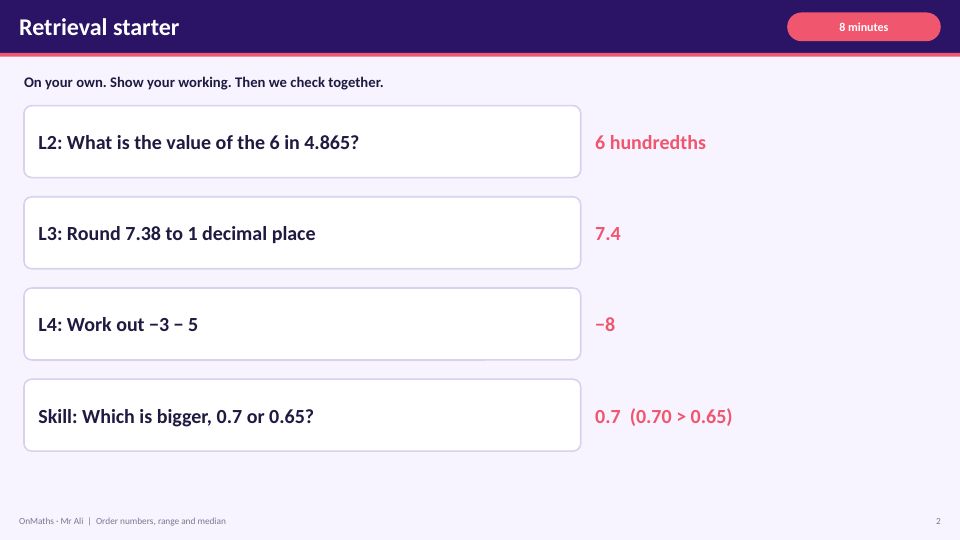 Retrieval starter
8 minutes
On your own. Show your working. Then we check together.
L2: What is the value of the 6 in 4.865?
6 hundredths
L3: Round 7.38 to 1 decimal place
7.4
L4: Work out −3 − 5
−8
Skill: Which is bigger, 0.7 or 0.65?
0.7  (0.70 > 0.65)
OnMaths · Mr Ali  |  Order numbers, range and median
2